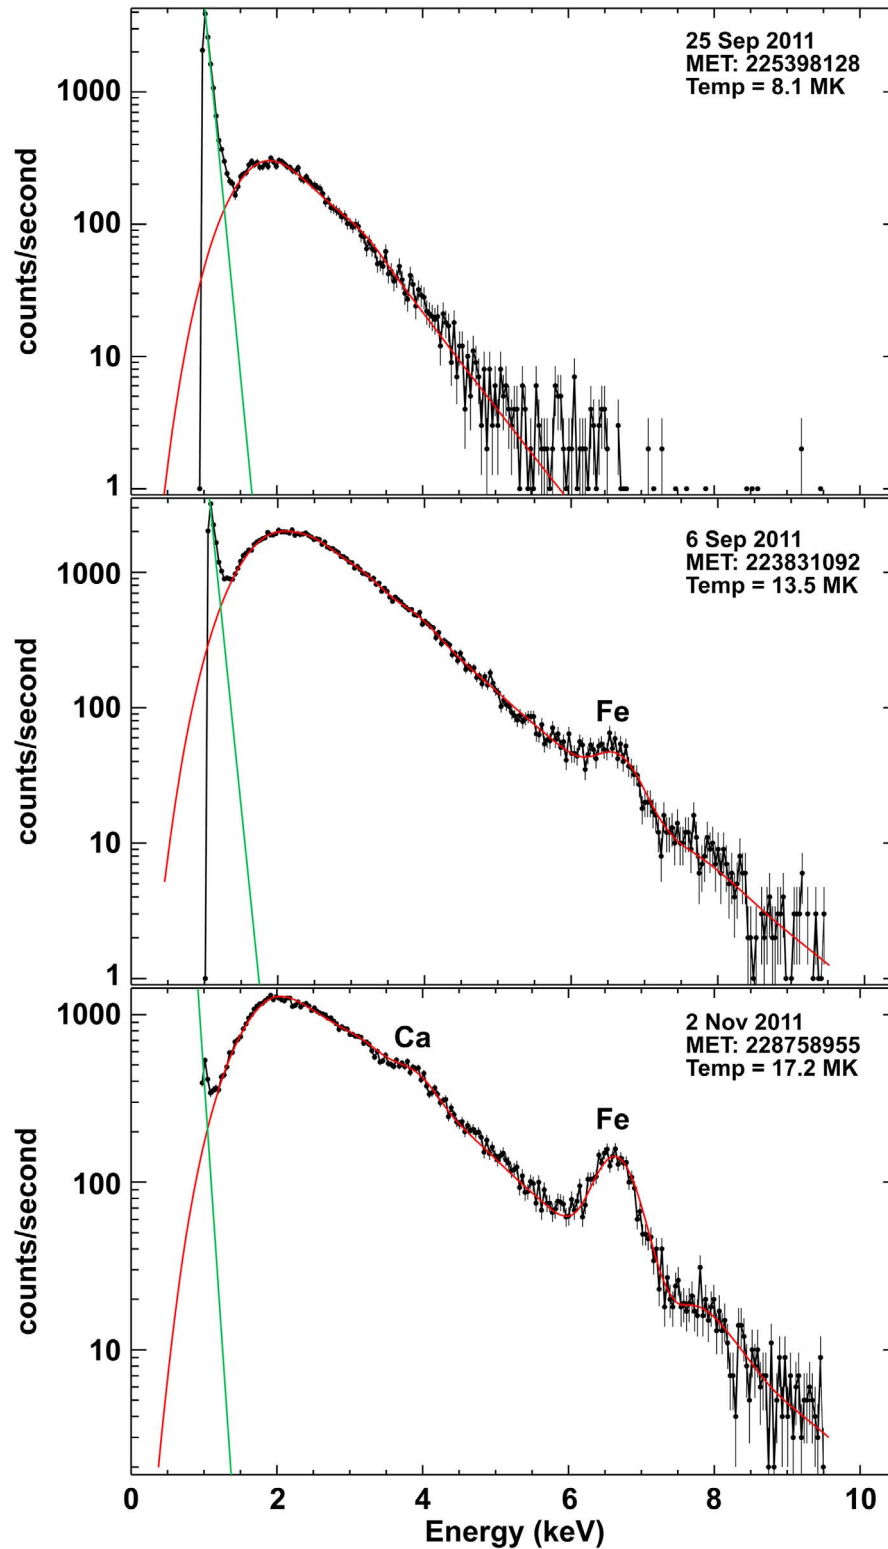 25 Sep 2011
MET: 225398128
Temp = 8.1 MK
1000
100
10
1
counts/second
6 Sep 2011
MET: 223831092
Temp = 13.5 MK
Fe
1000
100
10
1
counts/second
2 Nov 2011
MET: 228758955
Temp = 17.2 MK
Ca
Fe
1000
100
10
counts/second
0 2 4 6 8 10
Energy (keV)